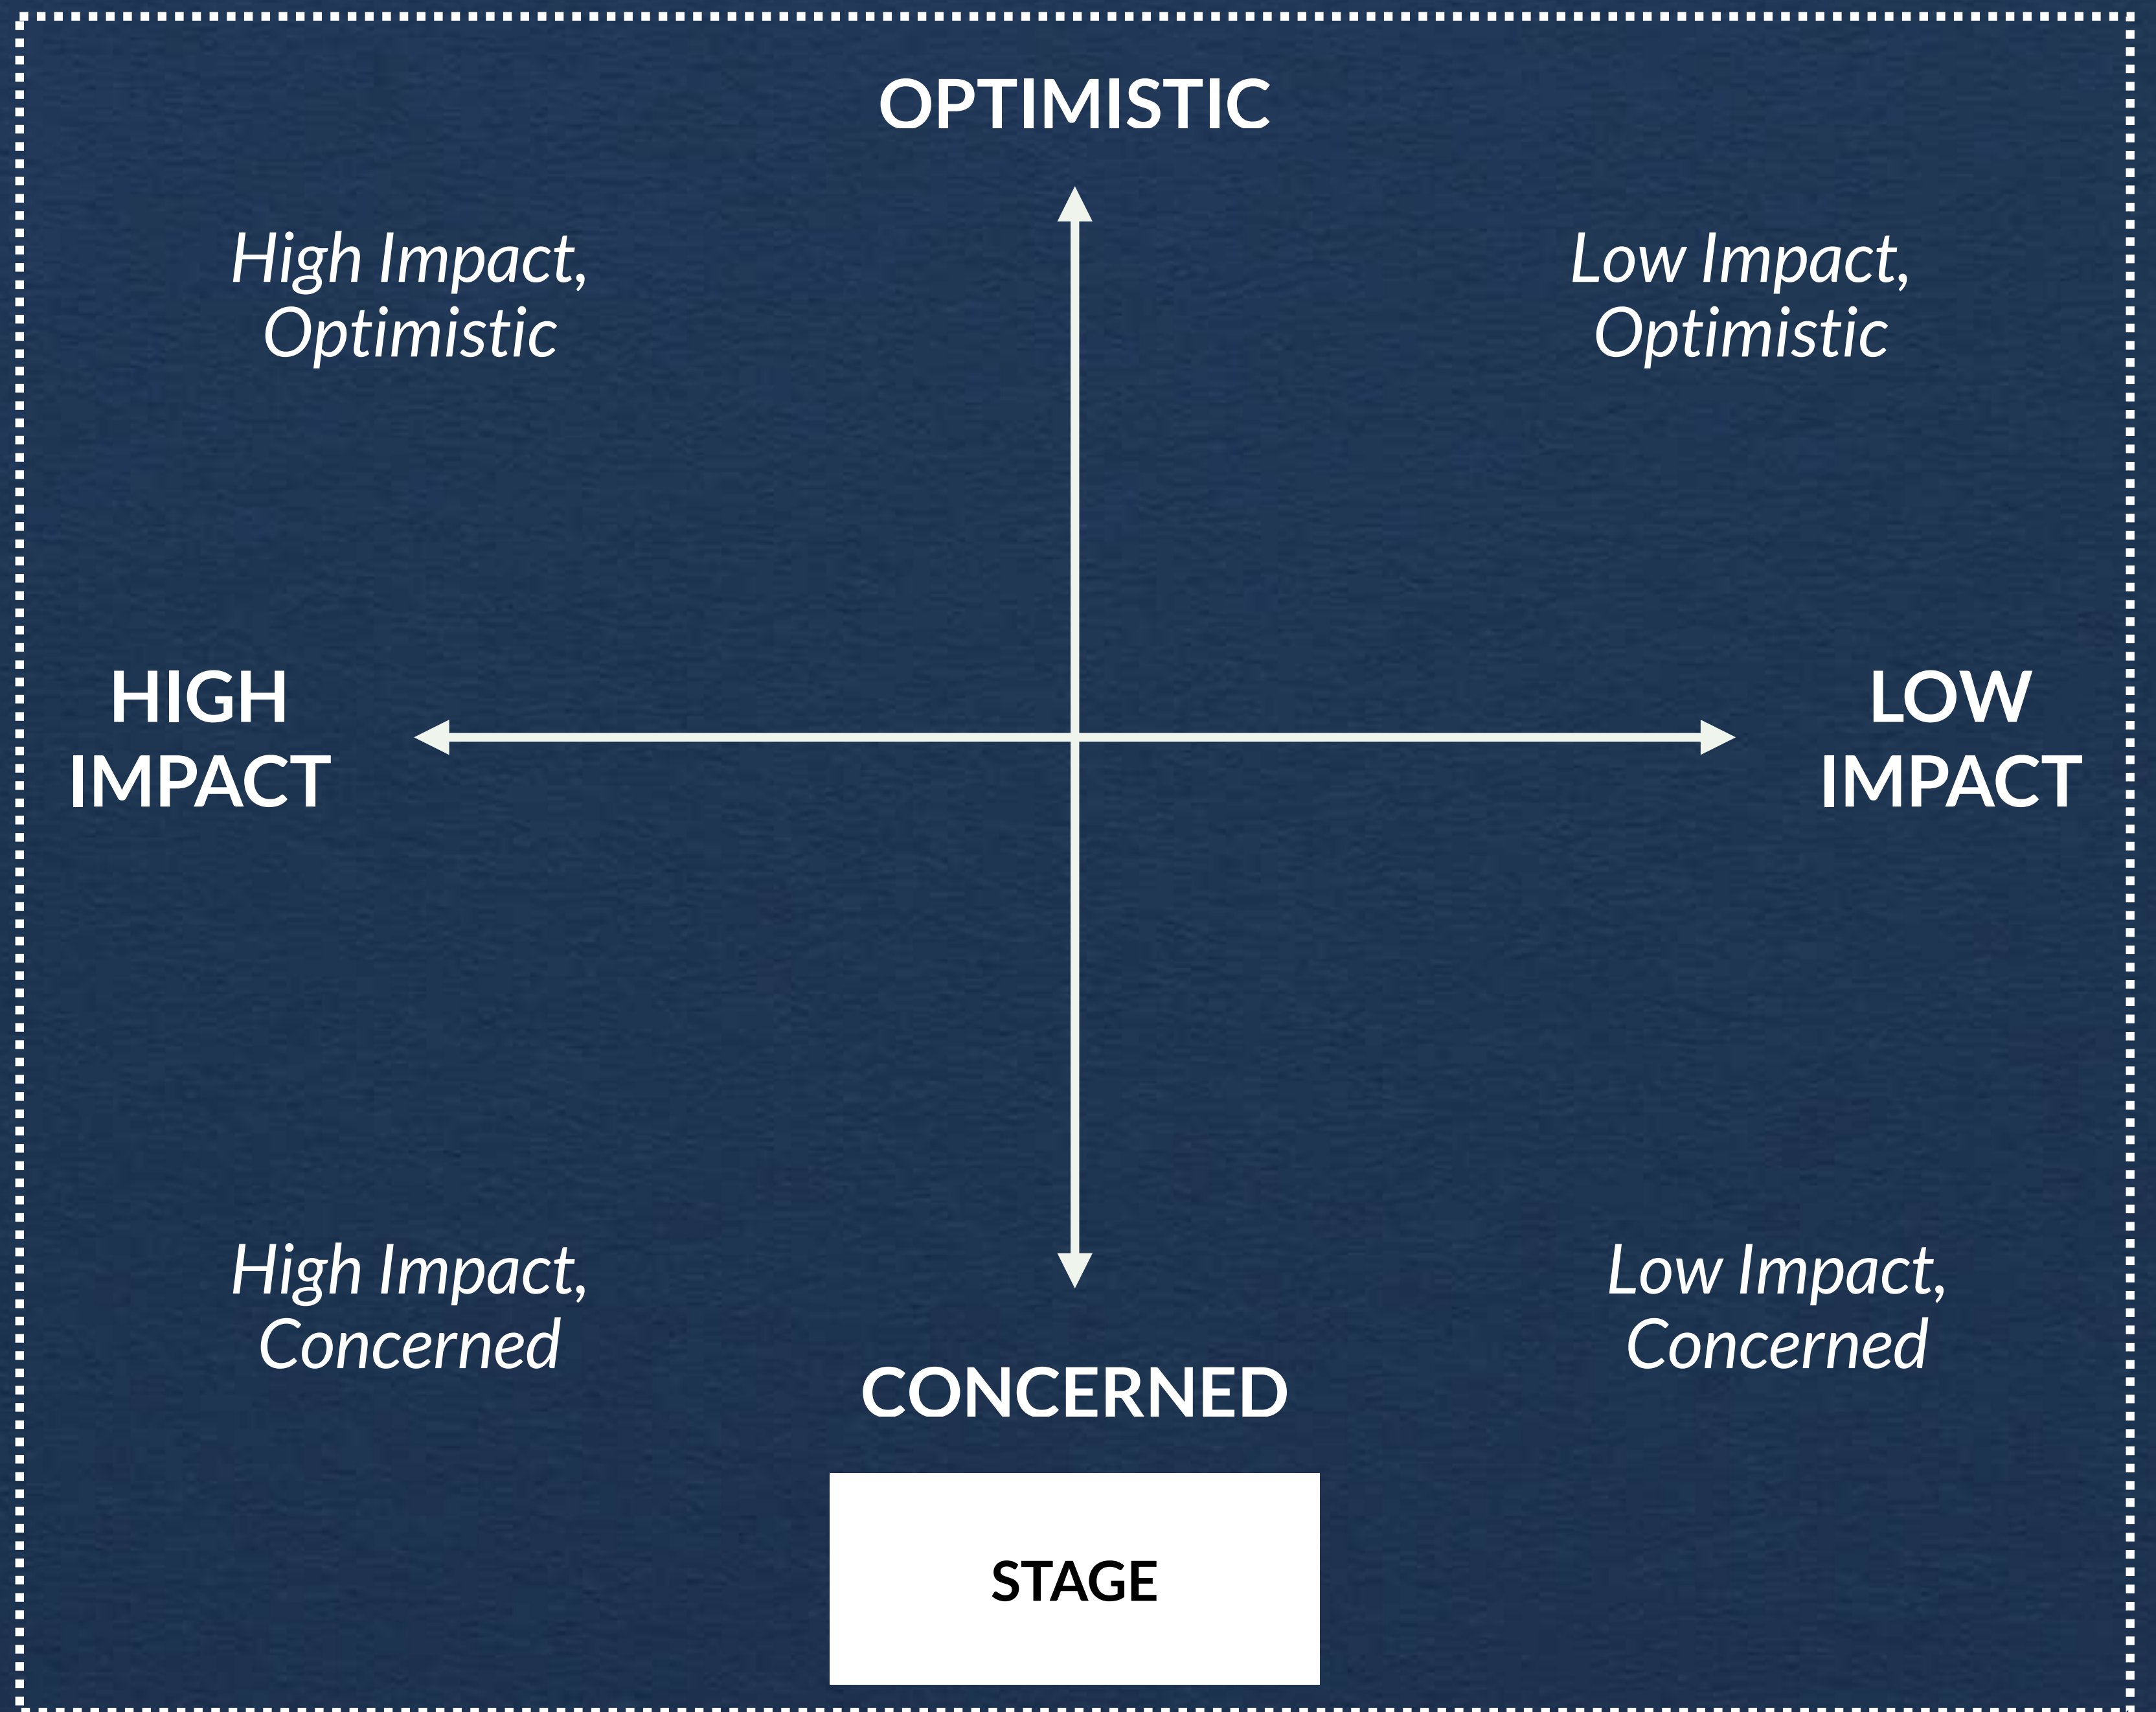 OPTIMISTIC
High Impact,
Optimistic
Low Impact,
Optimistic
HIGH
IMPACT
LOW
IMPACT
High Impact,
Concerned
Low Impact,
Concerned
CONCERNED
STAGE